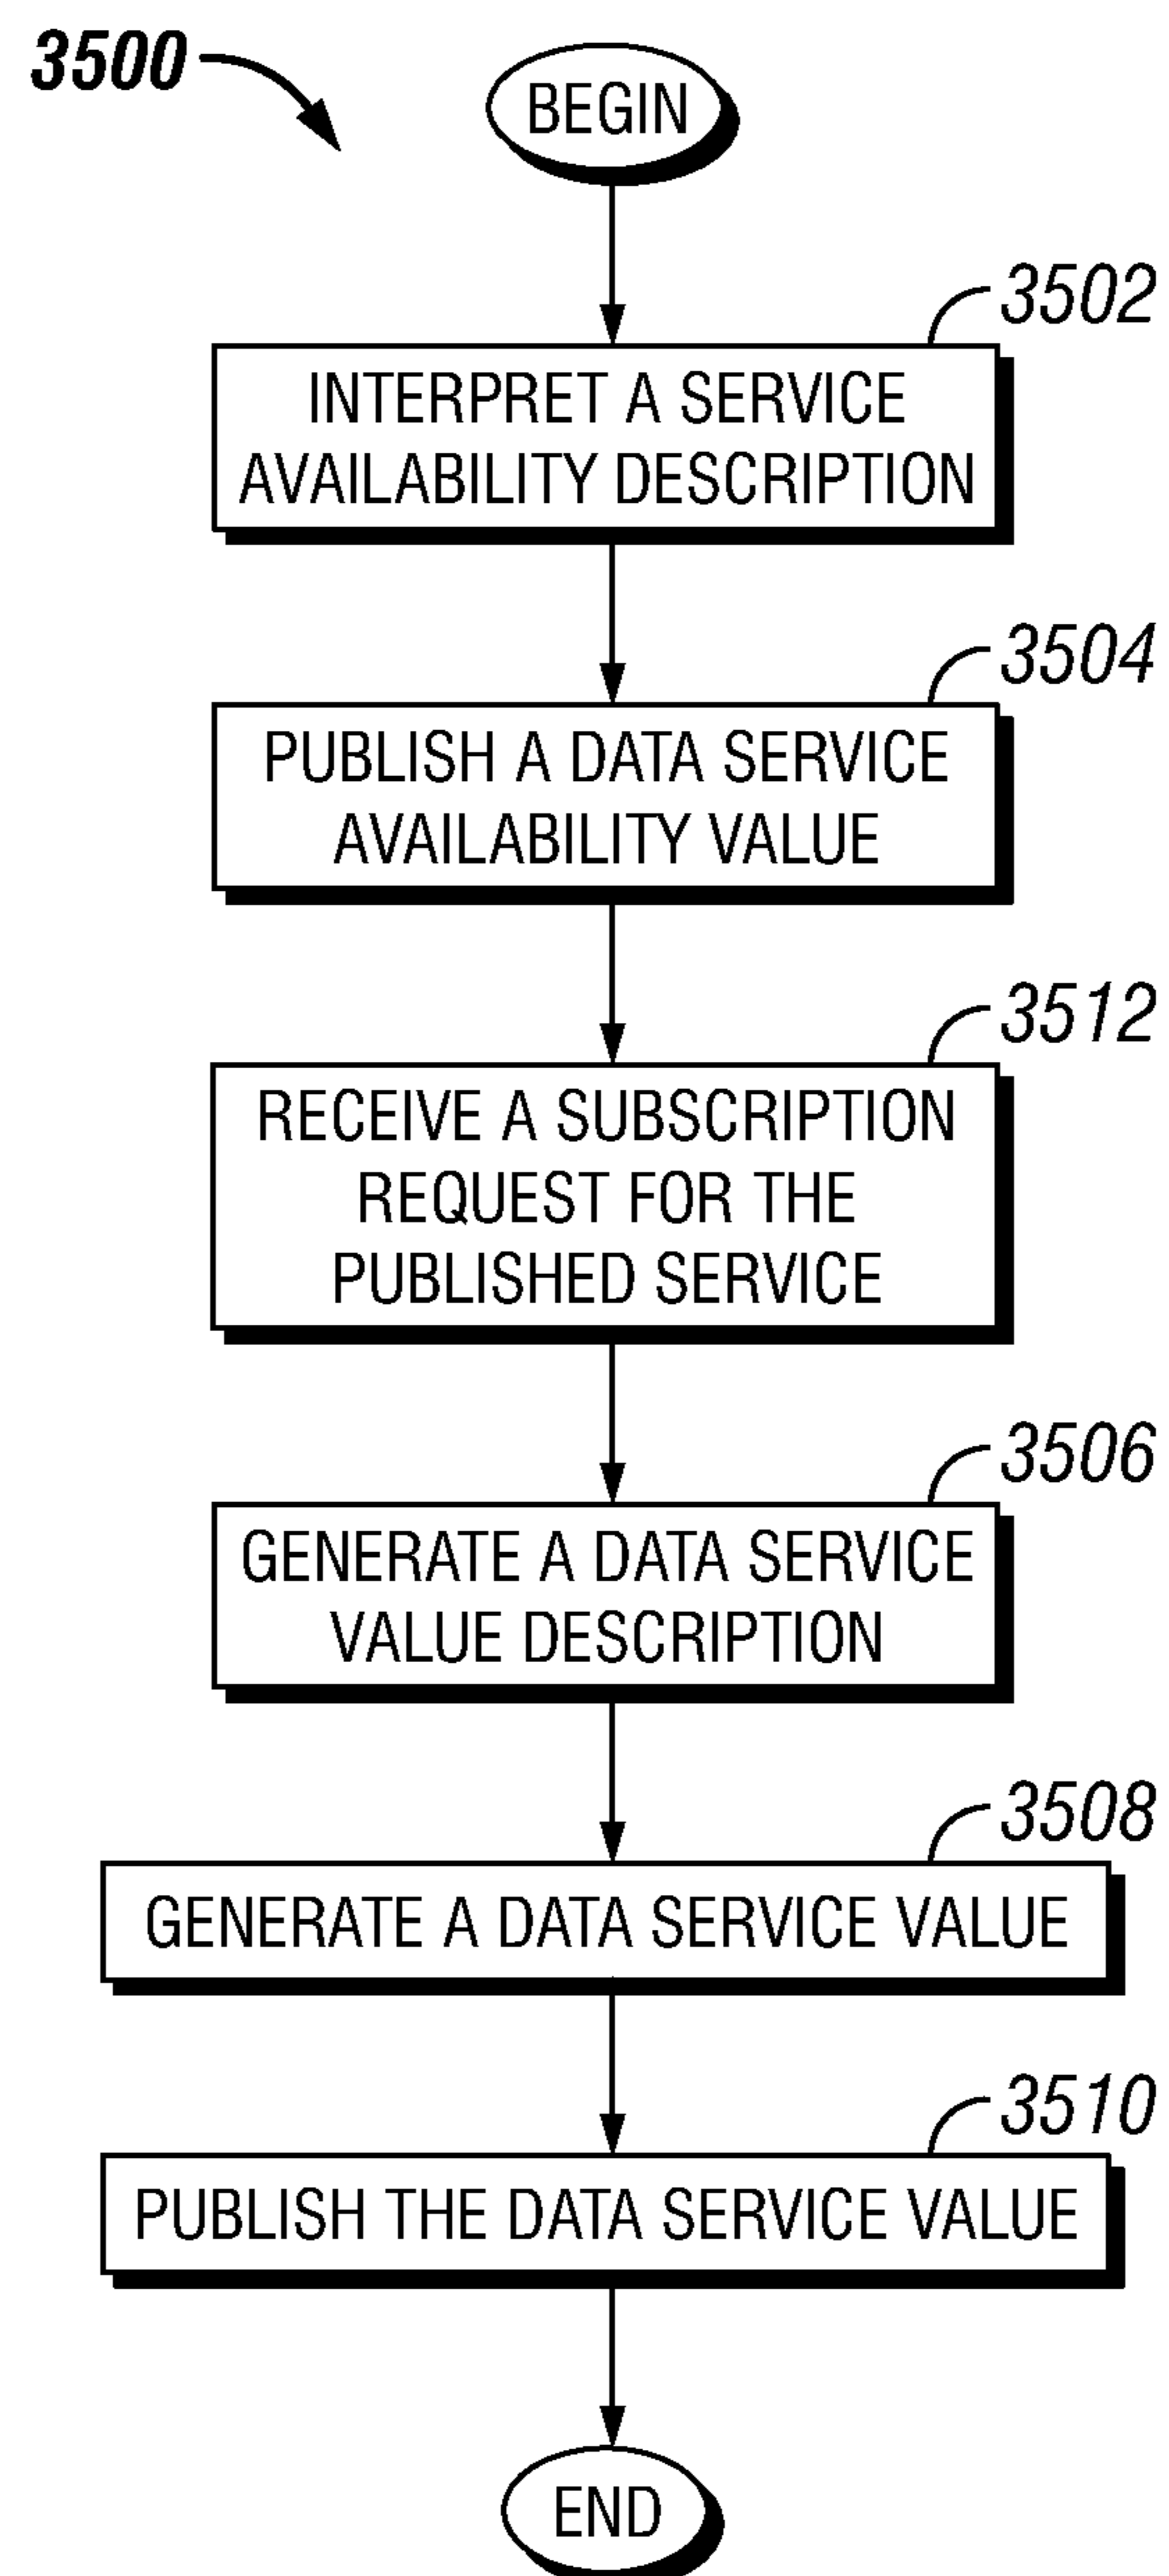 3500
BEGIN
3502
INTERPRET A SERVICE
AVAILABILITY DESCRIPTION
3504
PUBLISH A DATA SERVICE
AVAILABILITY VALUE
3512
RECEIVE A SUBSCRIPTION
REQUEST FOR THE
PUBLISHED SERVICE
3506
GENERATE A DATA SERVICE
VALUE DESCRIPTION
3508
GENERATE A DATA SERVICE VALUE
3510
PUBLISH THE DATA SERVICE VALUE
END